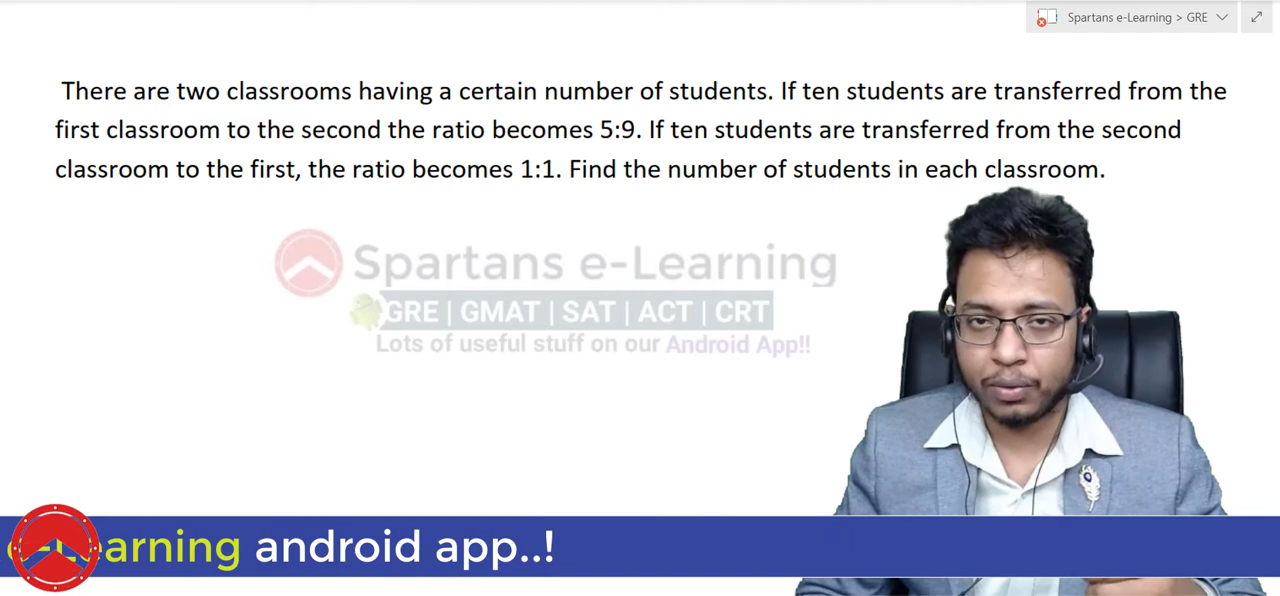 Spartans e-Learning > GRE
There are two classrooms having a certain number of students. If ten students are transferred from the
first classroom to the second the ratio becomes 5:9. If ten students are transferred from the second
classroom to the first, the ratio becomes 1:1. Find the number of students in each classroom.
Spartans e-Learning
GRE | GMAT | SAT | ACT | CRT
Lots of useful stuff on our Android App!!
e-Learning android app..!